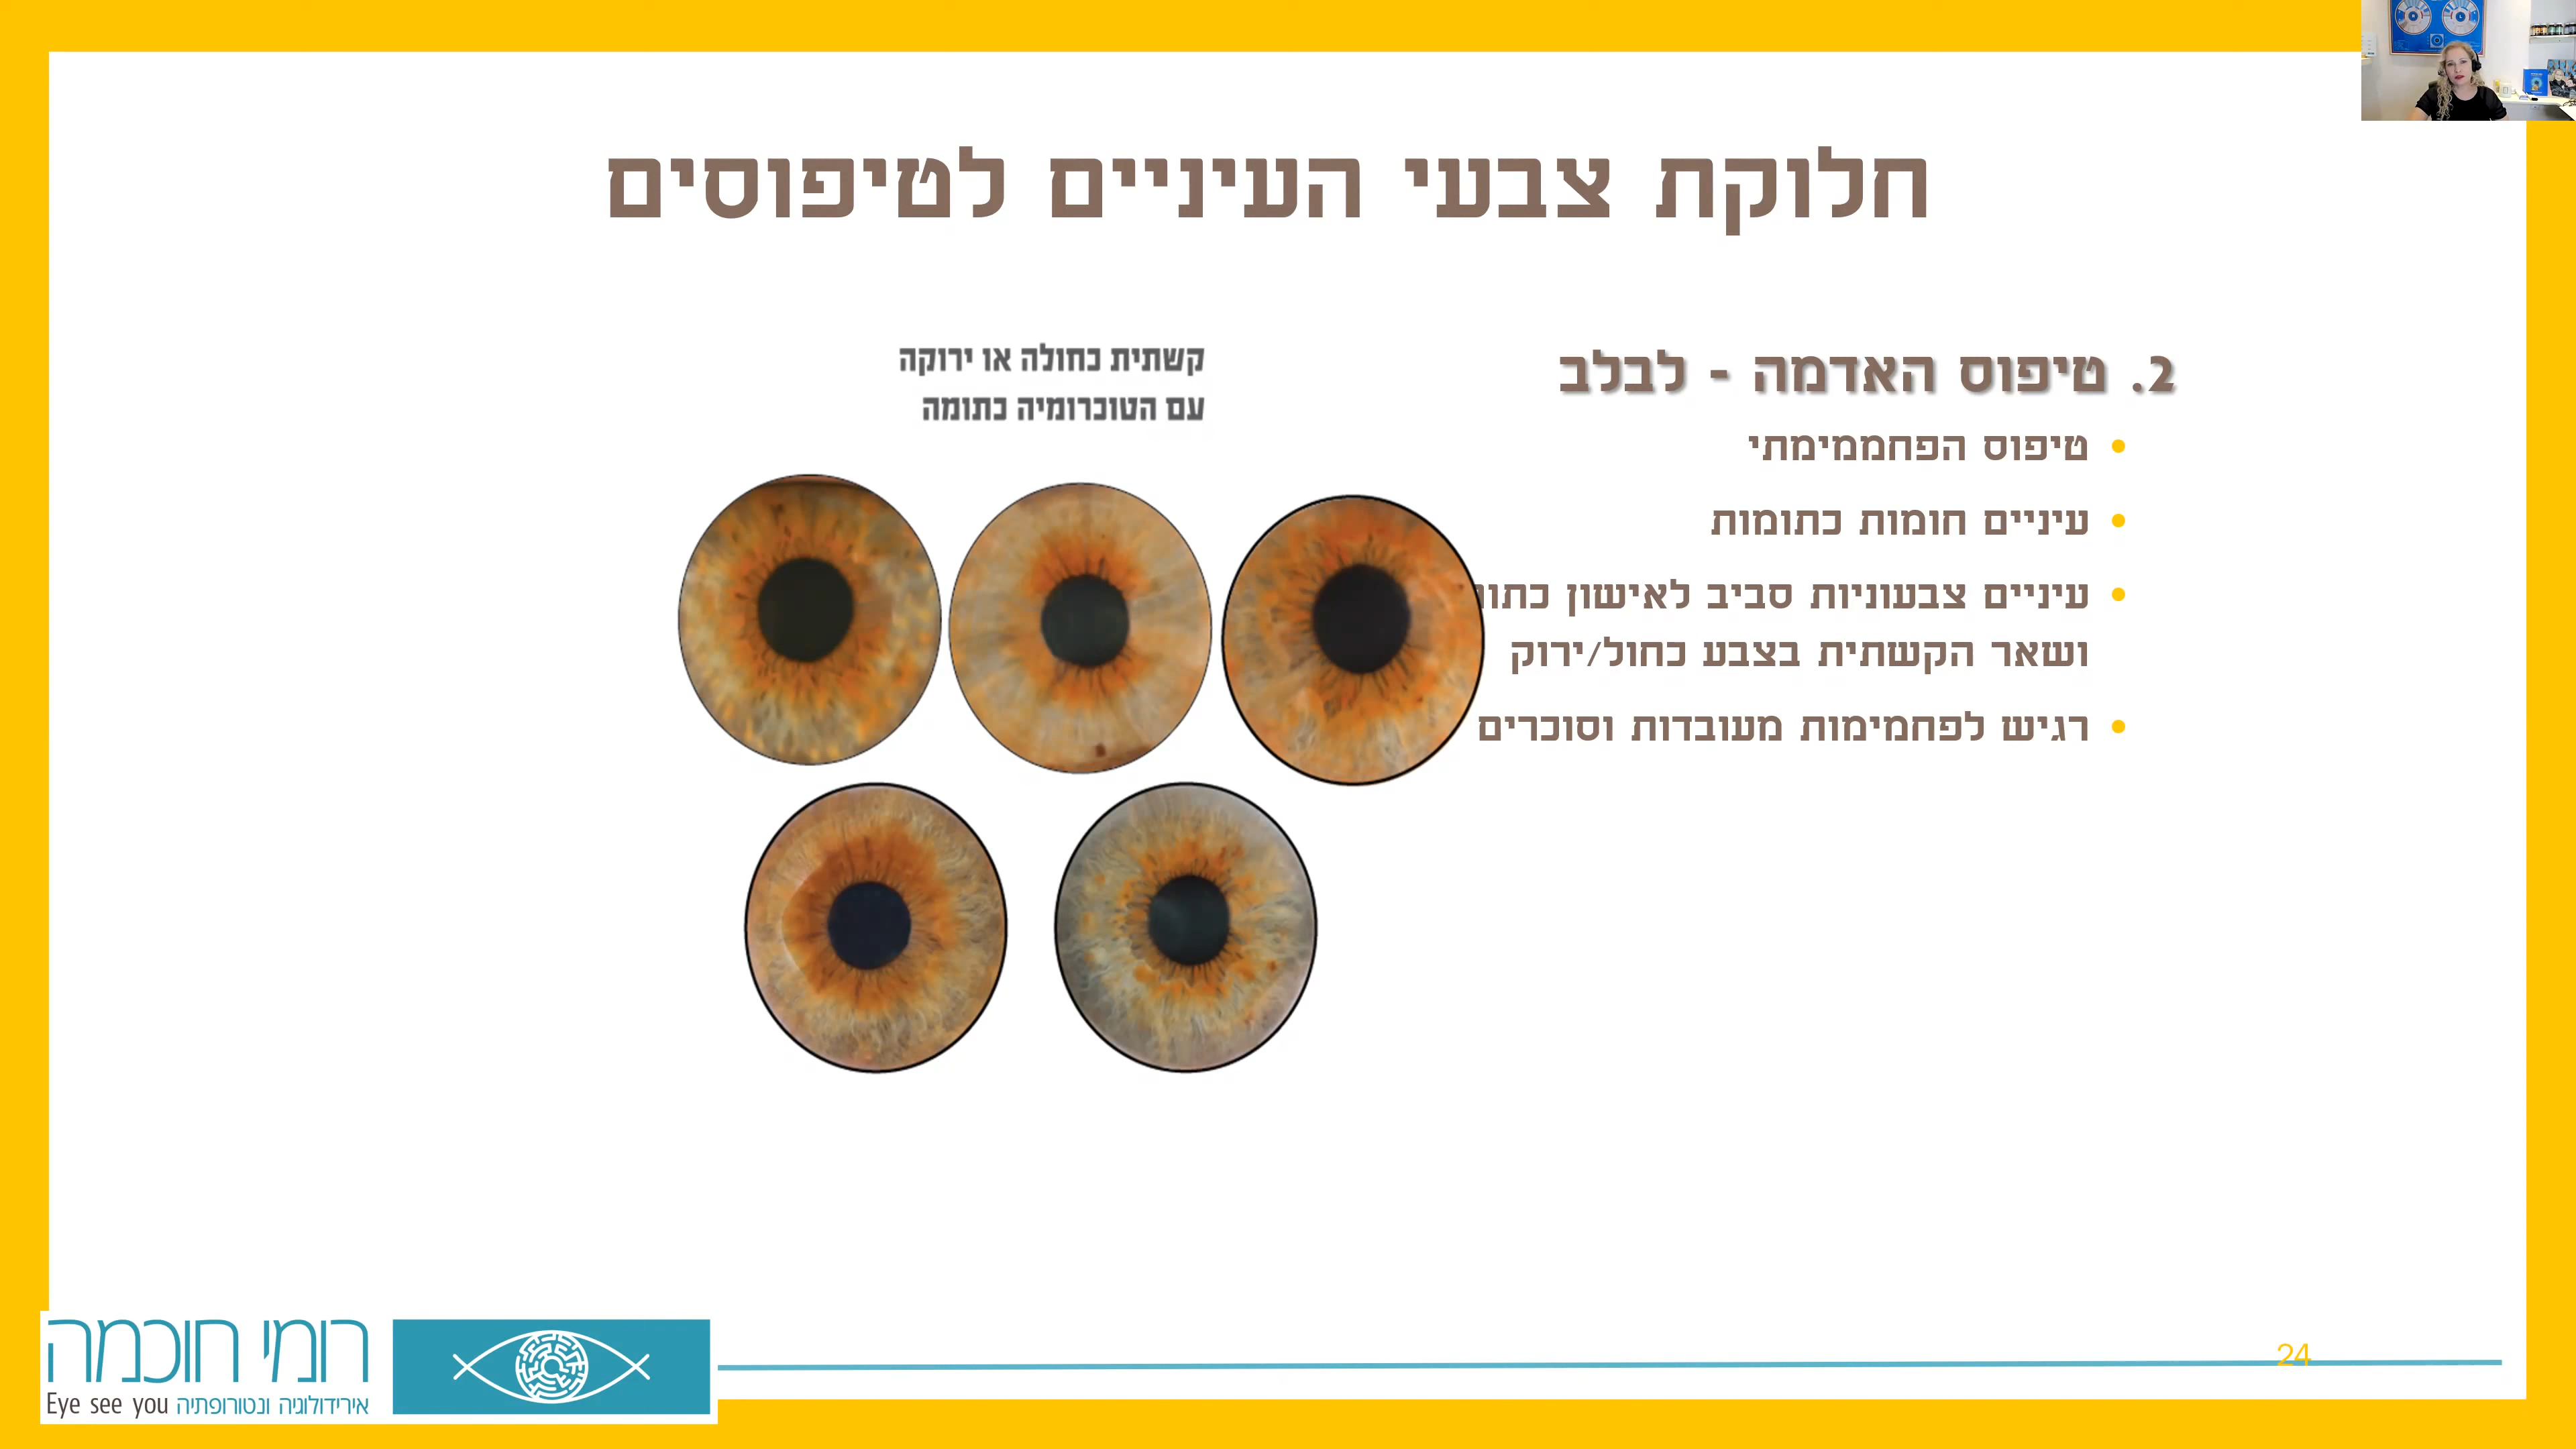 חלוקת צבעי העיניים לטיפוסים
2. טיפוס האדמה - לבלב
• טיפוס הפחממימתי
• עיניים חומות כתומות
• עיניים צבעוניות סביב לאישון כתו
ושאר הקשתית בצבע כחול/ירוק
• רגיש לפחמימות מעובדות וסוכרים
קשתית כחולה או ירוקה
עם הטוכרומיה כתומה
רומי חוכמה
Eye see you אירידולוגיה ונטורופתיה
24